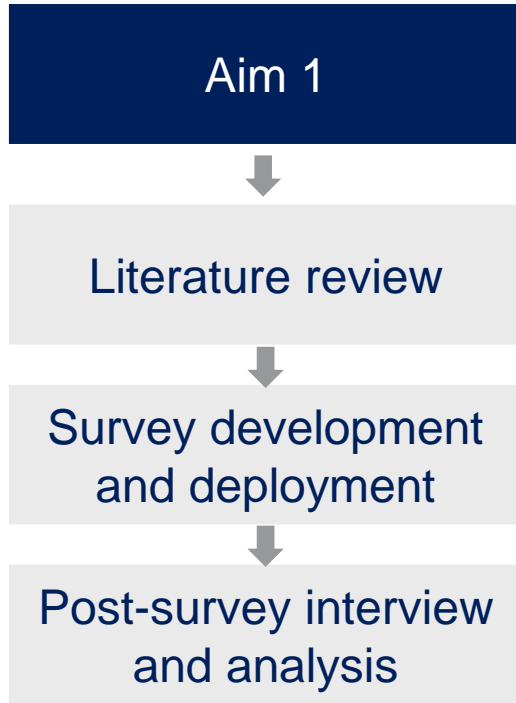 Aim 1
Literature review
Survey development
and deployment
Post-survey interview
and analysis